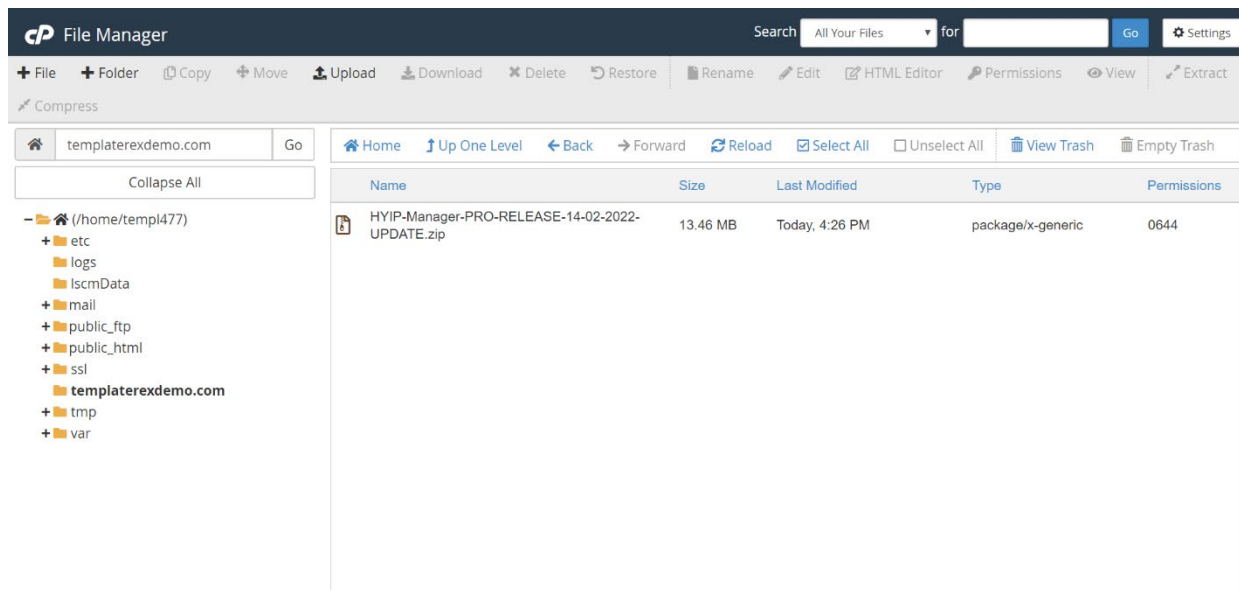 cP File Manager
Search All Your Files for Go Settings
File Folder Copy Move Upload Download Delete Restore Rename Edit HTML Editor Permissions View Extract
Compress
templaterexdemo.com Go
Home Up One Level Back Forward Reload Select All Unselect All View Trash Empty Trash
Collapse All
Name Size Last Modified Type Permissions
HYIP-Manager-PRO-RELEASE-14-02-2022-
UPDATE.zip 13.46 MB Today, 4:26 PM package/x-generic 0644
(/home/templ477)
etc
logs
lscmData
mail
public_ftp
public_html
ssl
templaterexdemo.com
tmp
var